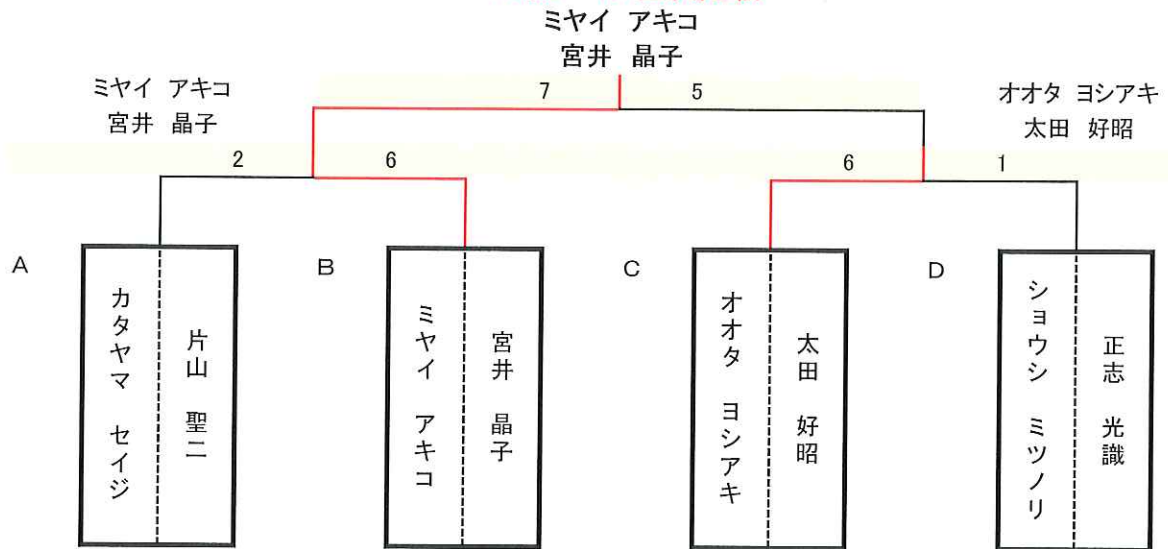 ミヤイ アキコ
宮井 晶子
7 5
ミヤイ アキコ
宮井 晶子
オオタ ヨシアキ
太田 好昭
2 6
6 1
A
カタヤマ セイジ
片山 聖二
B
ミヤイ アキコ
宮井 晶子
C
オオタ ヨシアキ
太田 好昭
D
ショウシ ミツノリ
正志 光識